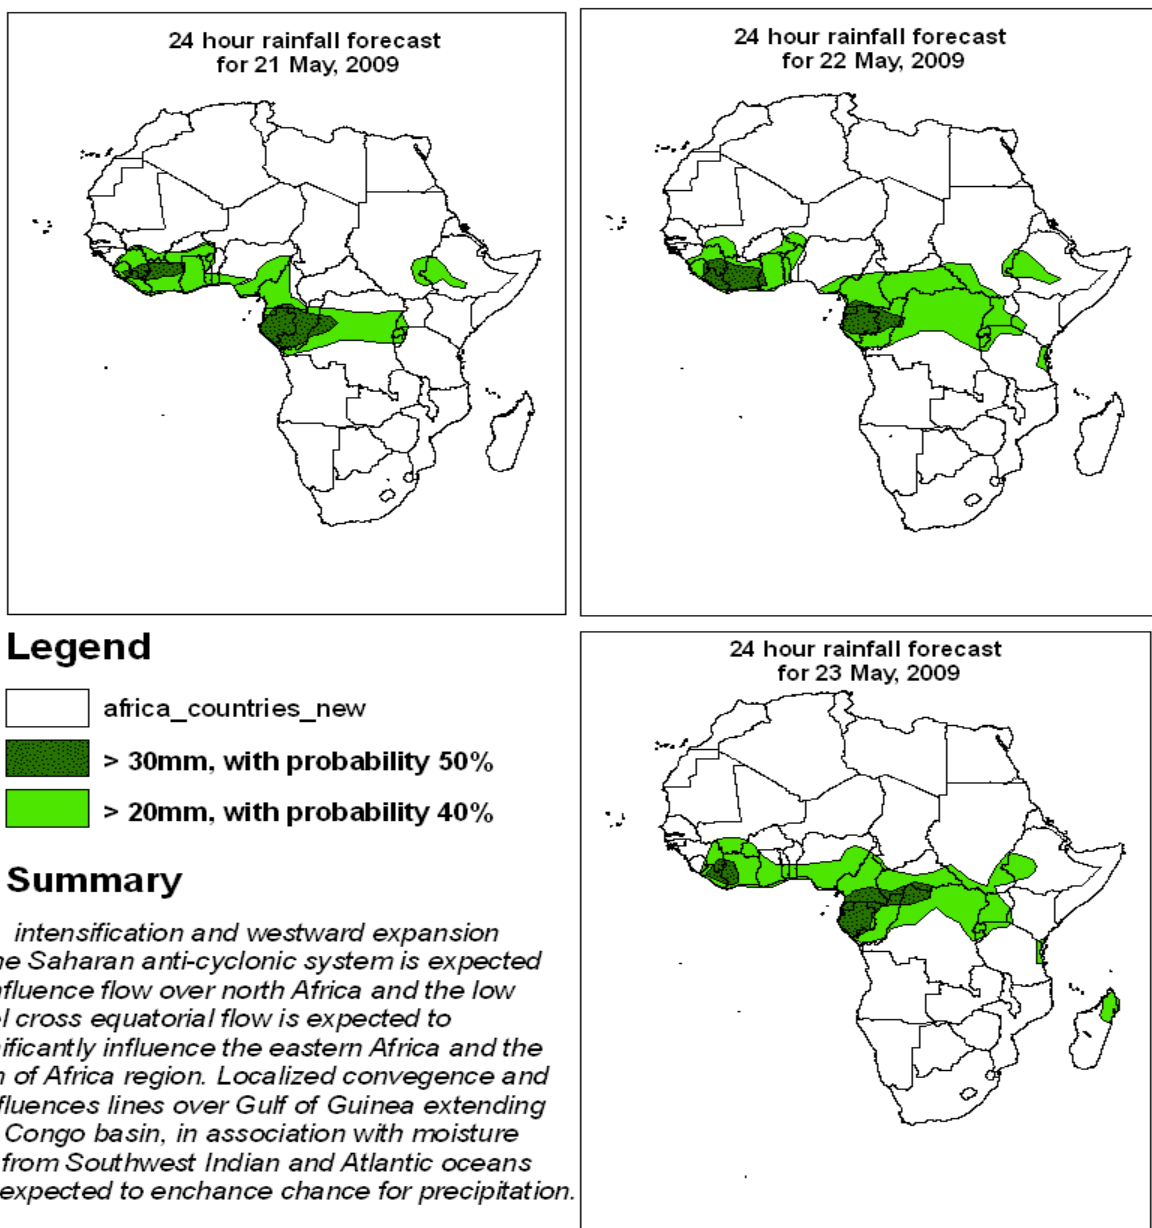 24 hour rainfall forecast
for 21 May, 2009
24 hour rainfall forecast
for 22 May, 2009
Legend
africa_countries_new
> 30mm, with probability 50%
> 20mm, with probability 40%
24 hour rainfall forecast
for 23 May, 2009
Summary
intensification and westward expansion
Saharan anti-cyclonic system is expected
flow over north Africa and the low
cross equatorial flow is expected to
influence the eastern Africa and the
of Africa region. Localized convegence and
lines over Gulf of Guinea extending
Congo basin, in association with moisture
from Southwest Indian and Atlantic oceans
expected to enchance chance for precipitation.